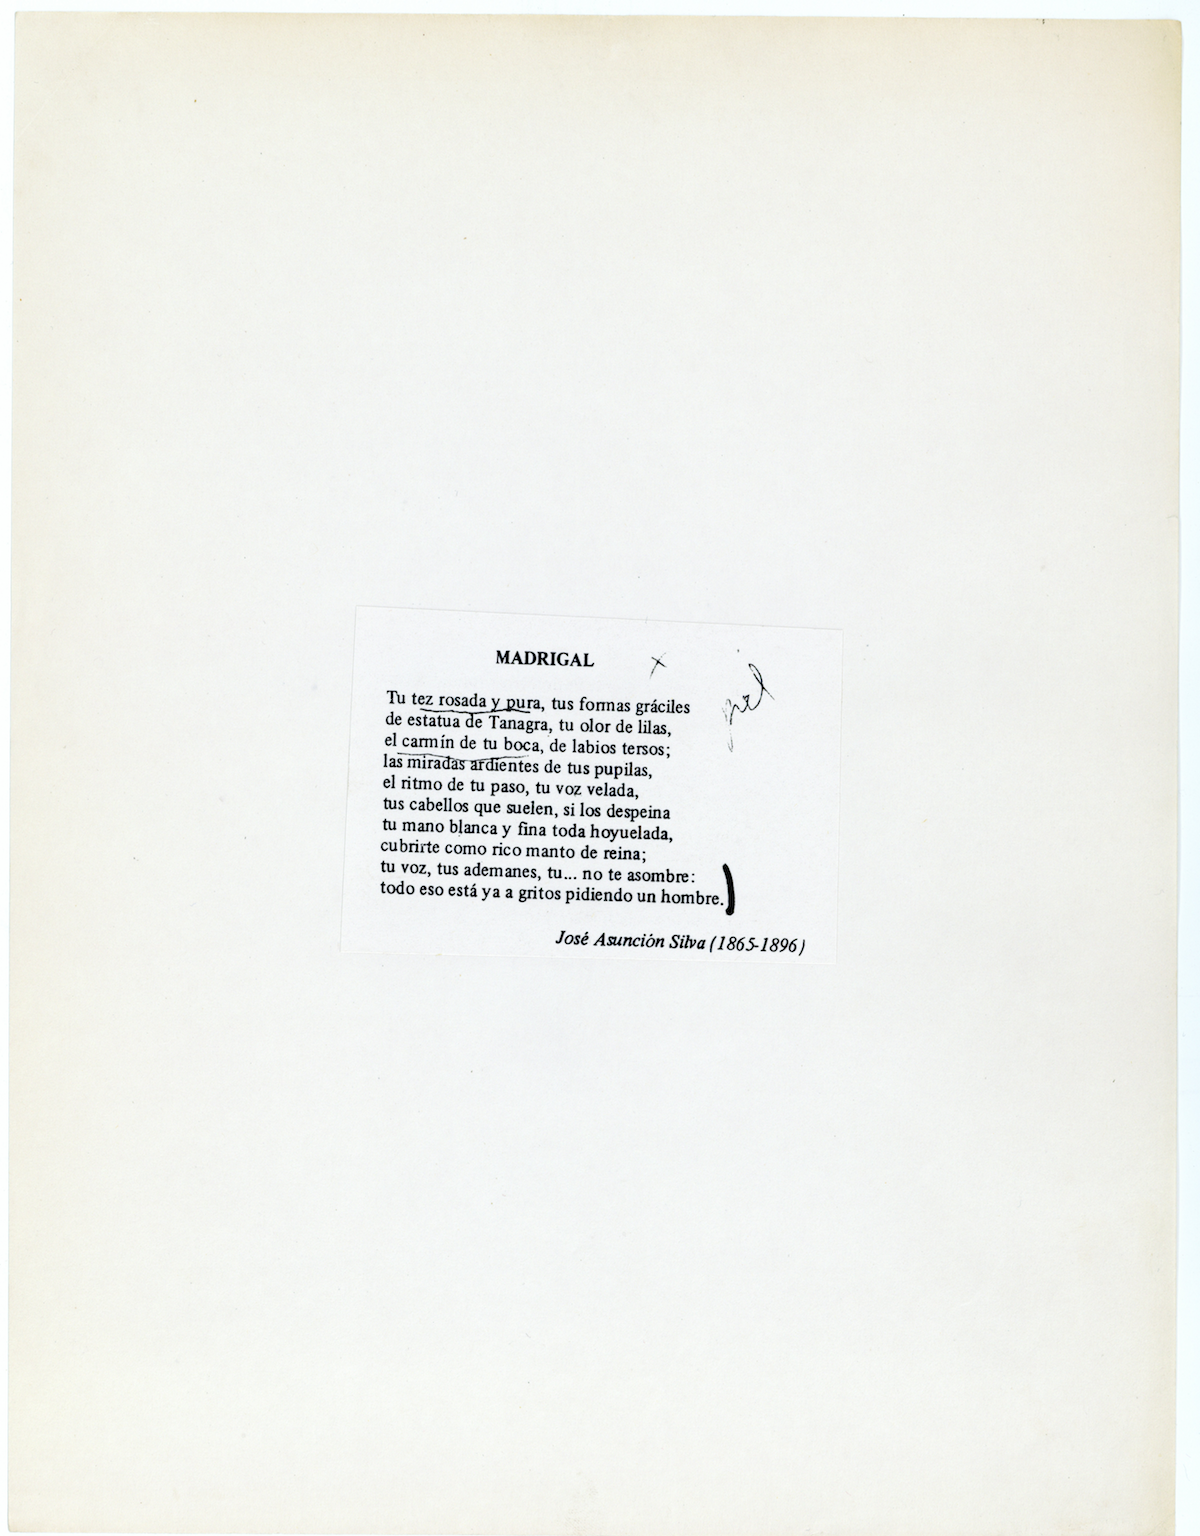 MADRIGAL x
piel
Tu tez rosada y pura, tus formas gráciles
de estatua de Tanagra, tu olor de lilas,
el carmín de tu boca, de labios tersos;
las miradas ardientes de tus pupilas,
el ritmo de tu paso, tu voz velada,
tus cabellos que suelen, si los despeina
tu mano blanca y fina toda hoyuelada,
cubrirte como rico manto de reina;
tu voz, tus ademanes, tu... no te asombre:
todo eso está ya a gritos pidiendo un hombre.
José Asunción Silva (1865-1896)